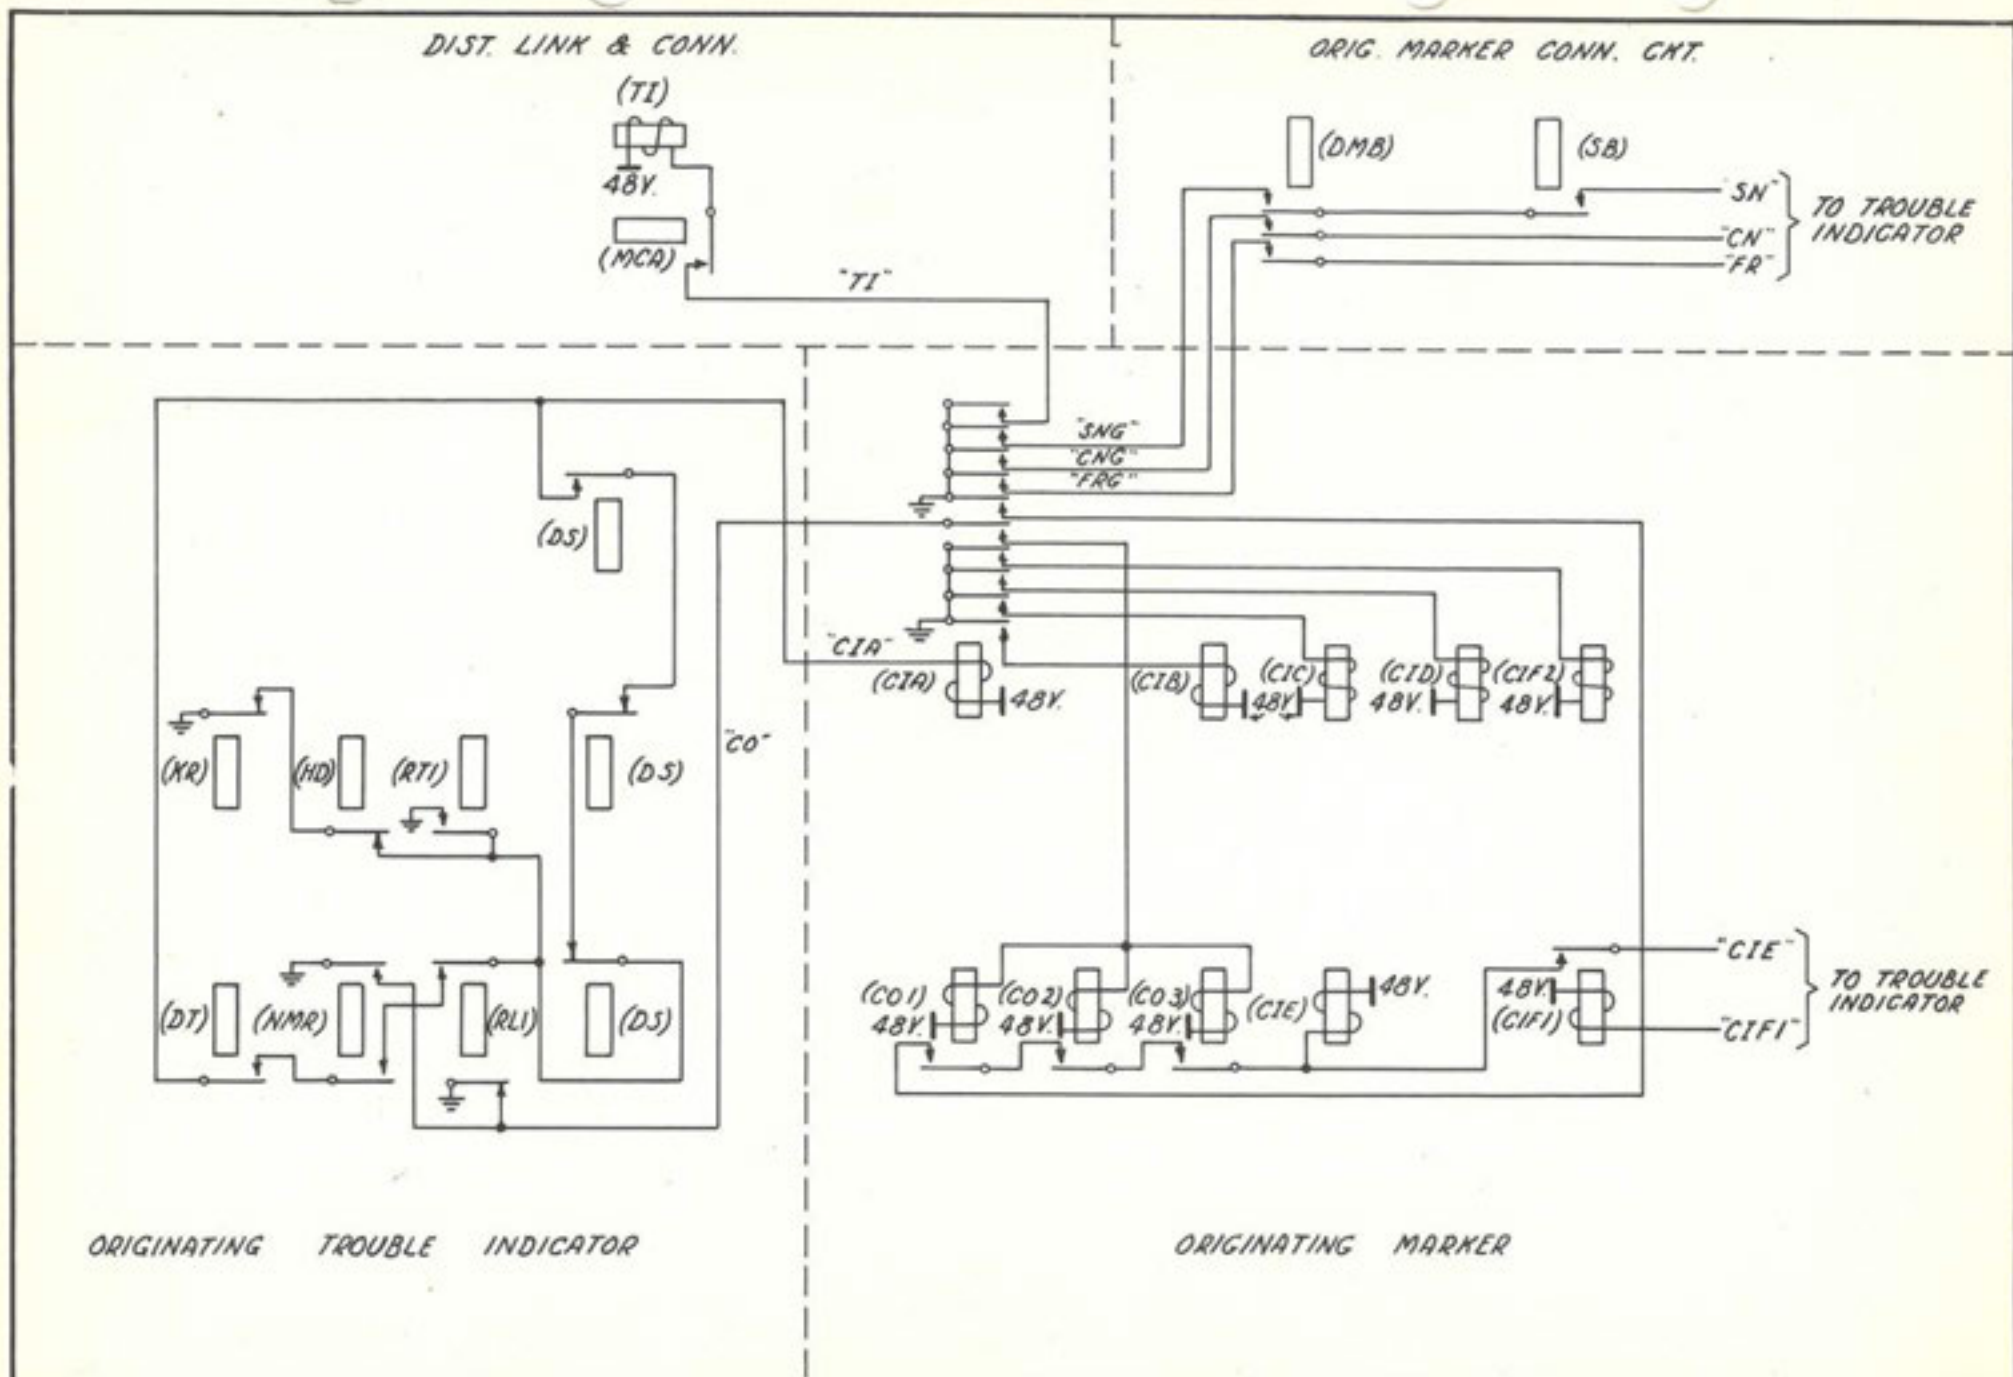 DIST. LINK & CONN.
ORIG. MARKER CONN. CKT.
(TI)
48V.
(MCA)
"TI"
(DMB)
(SB)
"SN"
"CN"
"FR"
TO TROUBLE
INDICATOR
"SNG"
"CNG"
"FRG"
(DS)
"CIA"
(CIA)
48V.
(CIB)
48V.
(CIC)
(CID)
48V.
(CIF2)
48V.
"CO"
(KR)
(HD)
(RT1)
(DS)
(DT)
(NMR)
(RL1)
(DS)
(CO1)
48V.
(CO2)
48V.
(CO3)
48V.
(CIE)
48V.
48V.
(CIF1)
"CIE"
"CIF1"
TO TROUBLE
INDICATOR
ORIGINATING TROUBLE INDICATOR
ORIGINATING MARKER